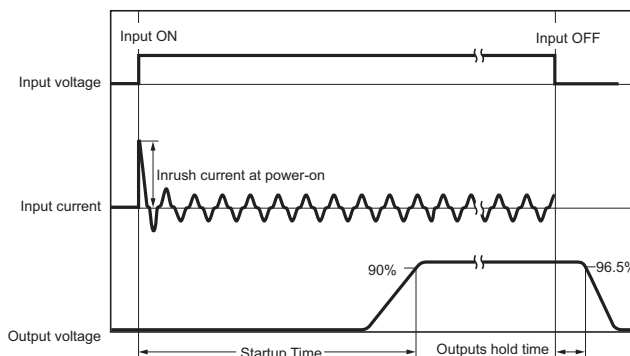 Input ON
Input OFF
Input voltage
Inrush current at power-on
Input current
90%
96.5%
Output voltage
Startup Time
Outputs hold time